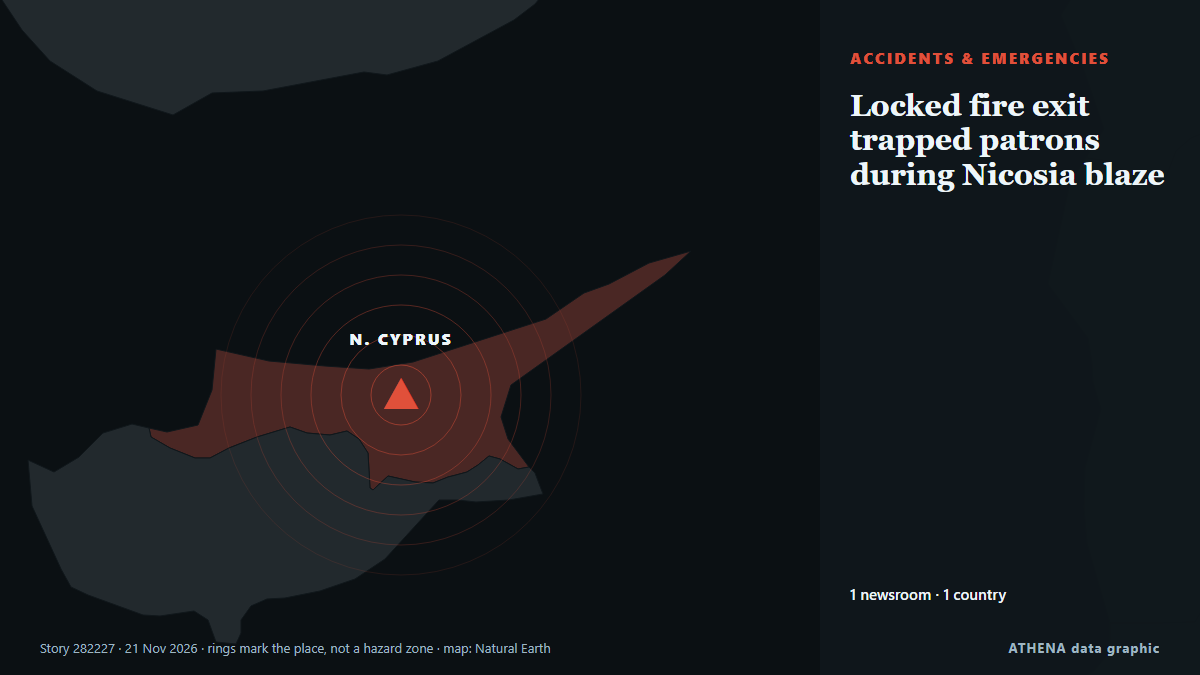 ACCIDENTS & EMERGENCIES
Locked fire exit
trapped patrons
during Nicosia blaze
N. CYPRUS
1 newsroom · 1 country
Story 282227 · 21 Nov 2026 · rings mark the place, not a hazard zone · map: Natural Earth
ATHENA data graphic